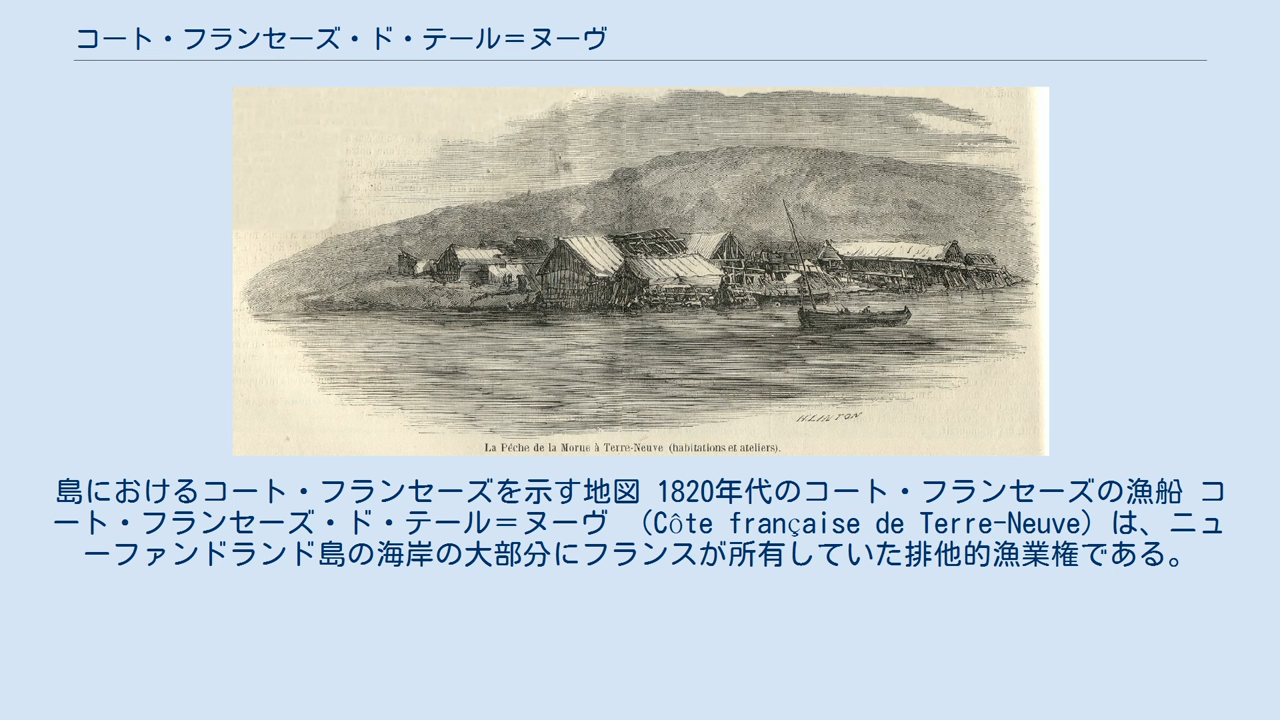 コート・フランセーズ・ド・テール＝ヌーヴ
H.LINTON
La Pêche de la Morue à Terre-Neuve (habitations et ateliers).
島におけるコート・フランセーズを示す地図 1820年代のコート・フランセーズの漁船 コ
ート・フランセーズ・ド・テール＝ヌーヴ （Côte française de Terre-Neuve）は、ニュ
ーファンドランド島の海岸の大部分にフランスが所有していた排他的漁業権である。